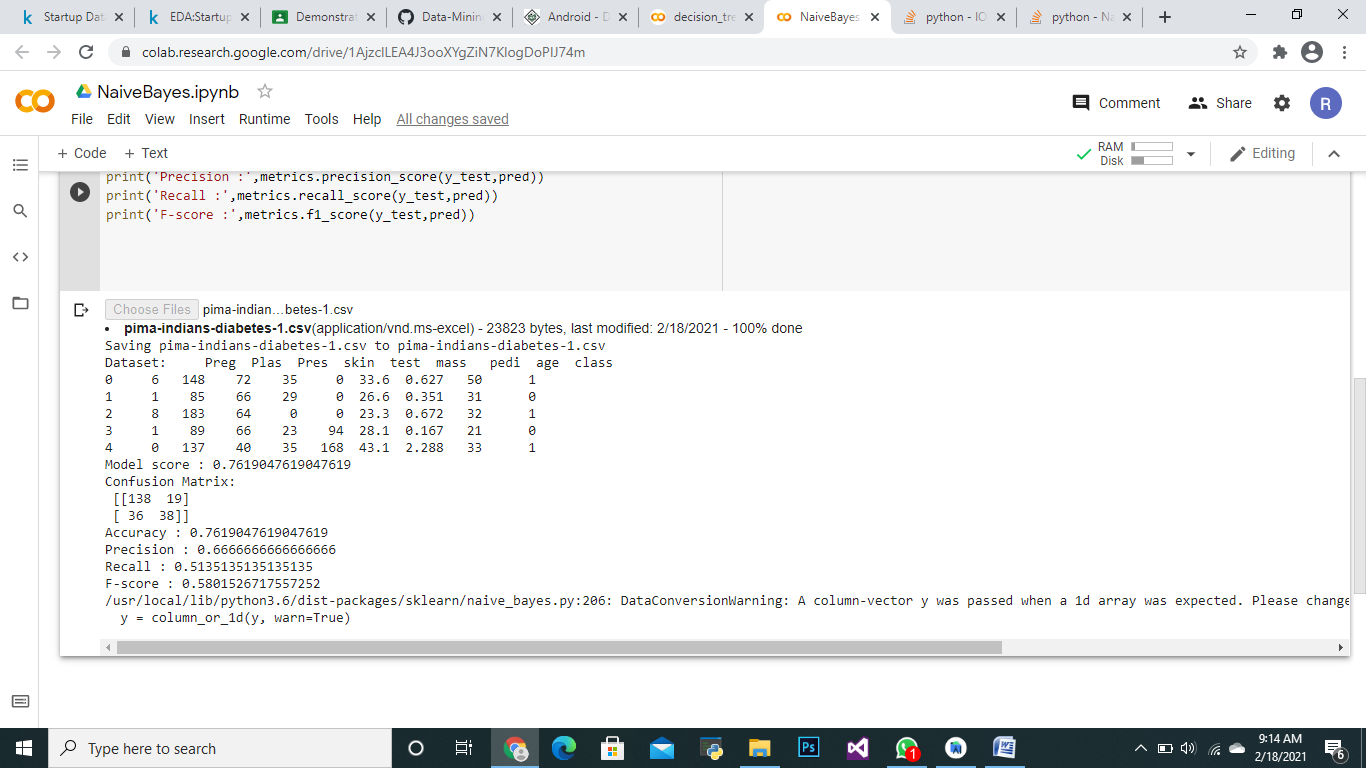 Startup Dat
EDA:Startup
Demonstrat
Data-Minin
Android - D
decision_tre
NaiveBayes
python - IO
python - Na
colab.research.google.com/drive/1AjzclLEA4J3ooXYgZiN7KlogDoPlJ74m
NaiveBayes.ipynb
Comment Share R
File Edit View Insert Runtime Tools Help All changes saved
+ Code + Text
RAM
Disk
Editing
print('Precision :',metrics.precision_score(y_test,pred))
print('Recall :',metrics.recall_score(y_test,pred))
print('F-score :',metrics.f1_score(y_test,pred))
Choose Files pima-indian...betes-1.csv
• pima-indians-diabetes-1.csv(application/vnd.ms-excel) - 23823 bytes, last modified: 2/18/2021 - 100% done
Saving pima-indians-diabetes-1.csv to pima-indians-diabetes-1.csv
Dataset:     Preg  Plas  Pres  skin  test  mass   pedi  age  class
0     6   148    72    35     0  33.6  0.627   50      1
1     1    85    66    29     0  26.6  0.351   31      0
2     8   183    64     0     0  23.3  0.672   32      1
3     1    89    66    23    94  28.1  0.167   21      0
4     0   137    40    35   168  43.1  2.288   33      1
Model score : 0.7619047619047619
Confusion Matrix:
[[138  19]
[ 36  38]]
Accuracy : 0.7619047619047619
Precision : 0.6666666666666666
Recall : 0.5135135135135135
F-score : 0.5801526717557252
/usr/local/lib/python3.6/dist-packages/sklearn/naive_bayes.py:206: DataConversionWarning: A column-vector y was passed when a 1d array was expected. Please change
y = column_or_1d(y, warn=True)
Type here to search
Ps
1
9:14 AM
2/18/2021
6